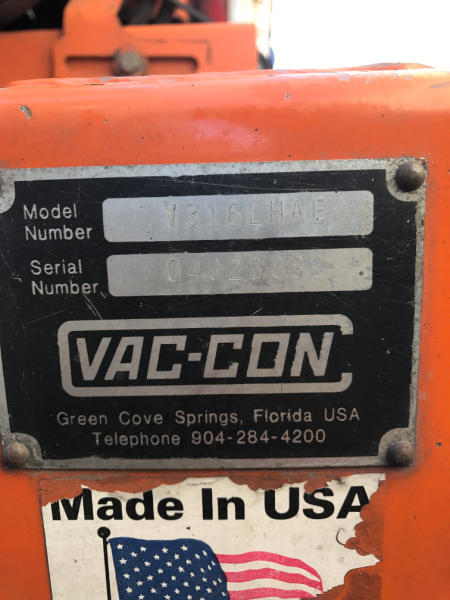 Model
Number
V316LHAE
Serial
Number
VAC-CON
Green Cove Springs, Florida USA
Telephone 904-284-4200
Made In USA